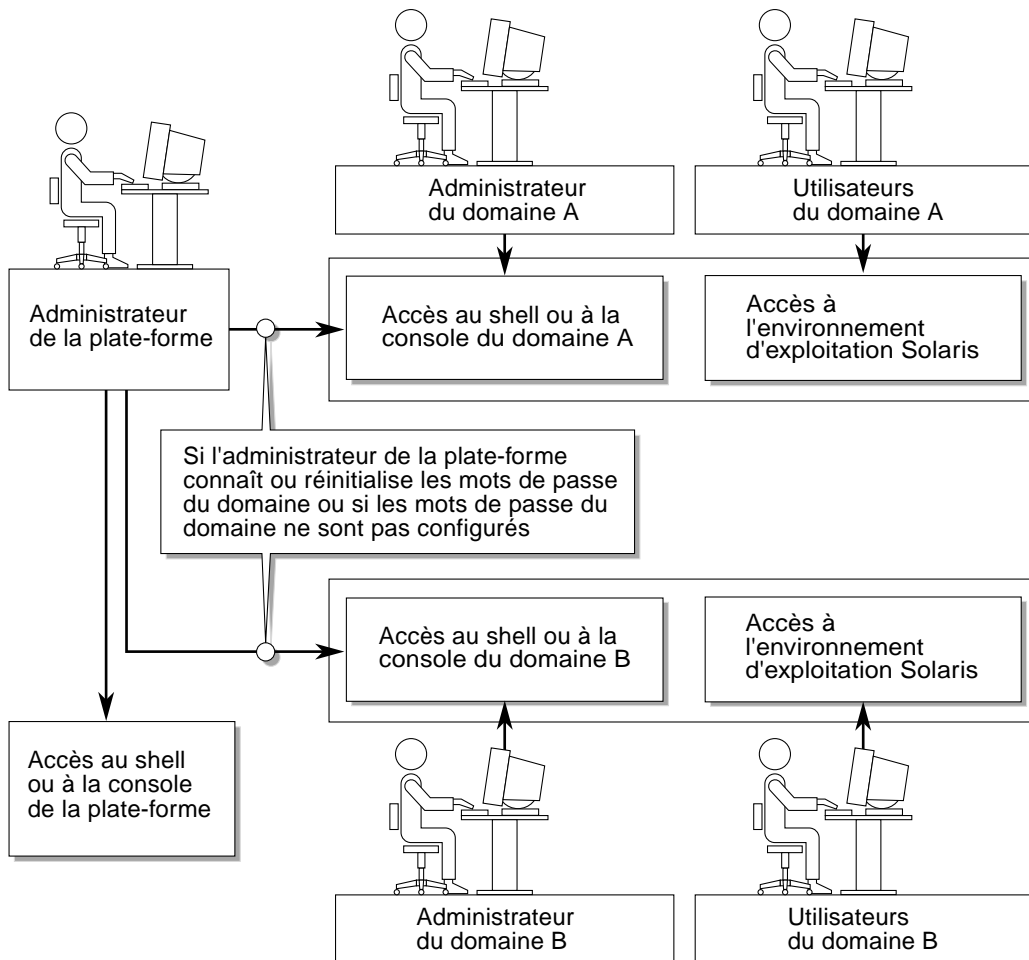 Administrateur
du domaine A
Utilisateurs
du domaine A
Administrateur
de la plate-forme
Accès au shell ou à la
console du domaine A
Accès à
l'environnement
d'exploitation Solaris
Si l'administrateur de la plate-forme
connaît ou réinitialise les mots de passe
du domaine ou si les mots de passe du
domaine ne sont pas configurés
Accès au shell ou à la
console du domaine B
Accès à
l'environnement
d'exploitation Solaris
Accès au shell
ou à la console
de la plate-forme
Administrateur
du domaine B
Utilisateurs
du domaine B